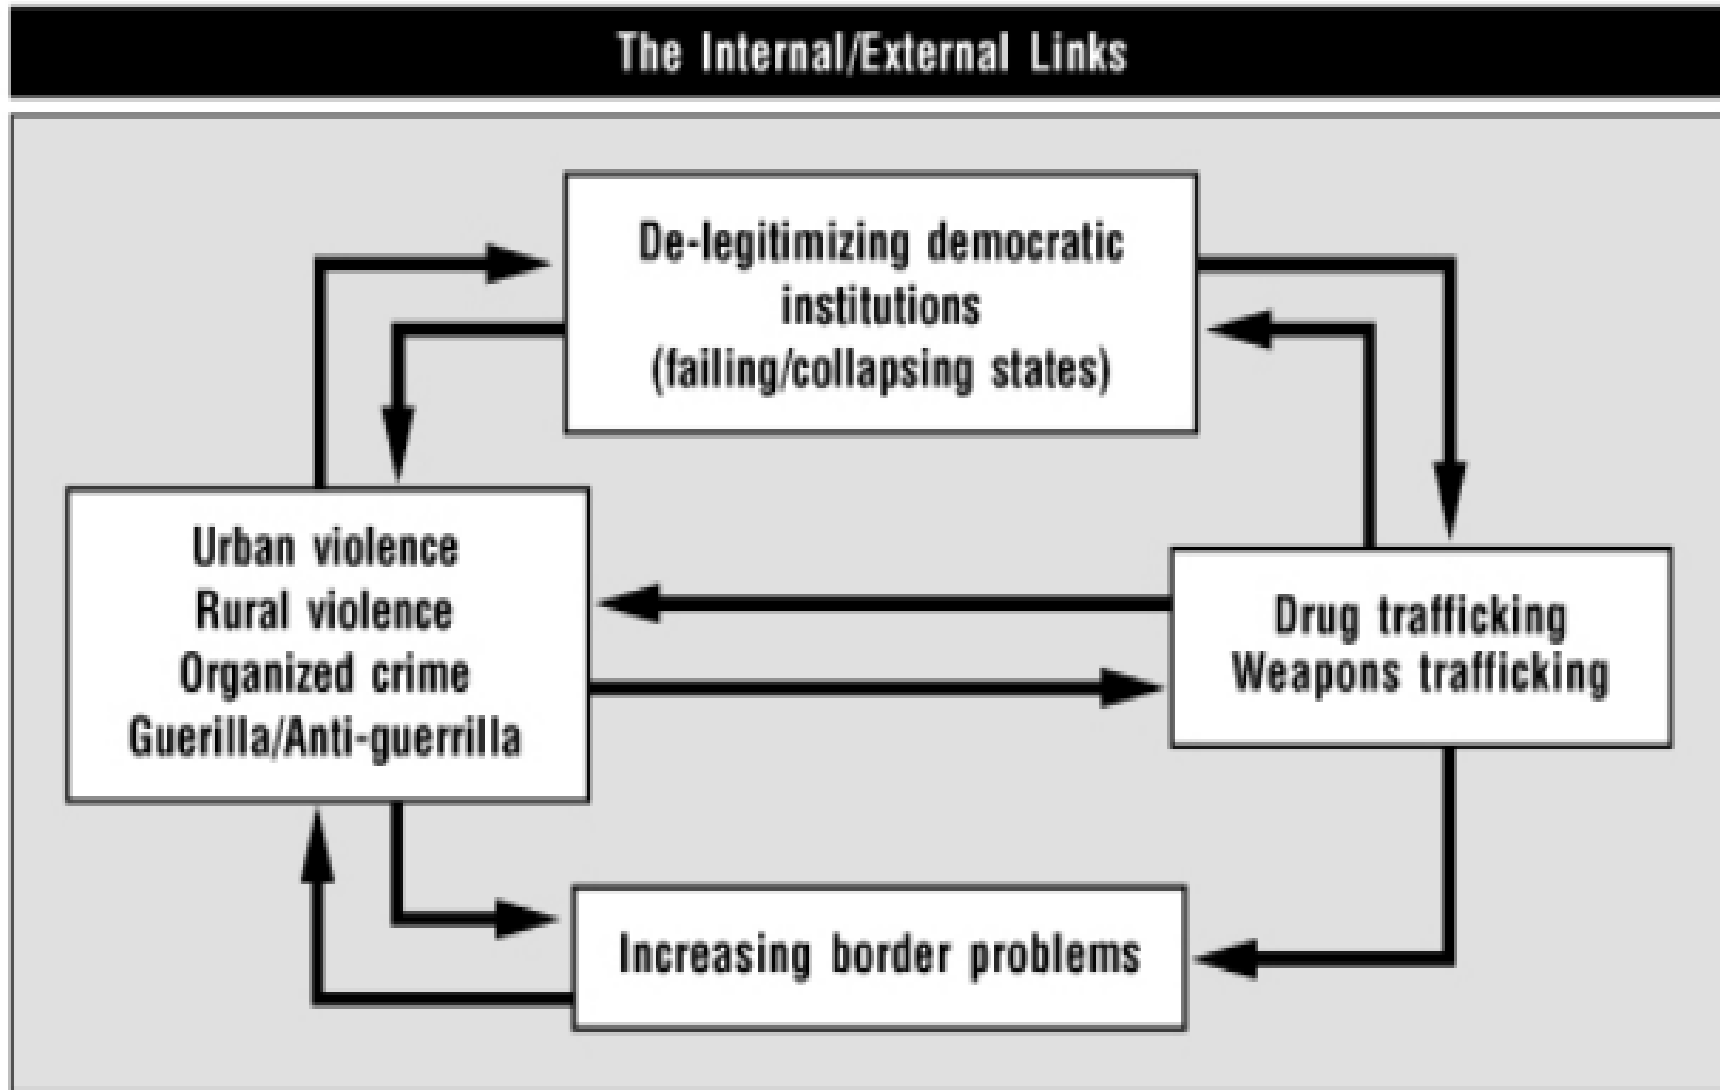 The Internal/External Links
De-legitimizing democratic
institutions
(failing/collapsing states)
Urban violence
Rural violence
Organized crime
Guerilla/Anti-guerrilla
Drug trafficking
Weapons trafficking
Increasing border problems